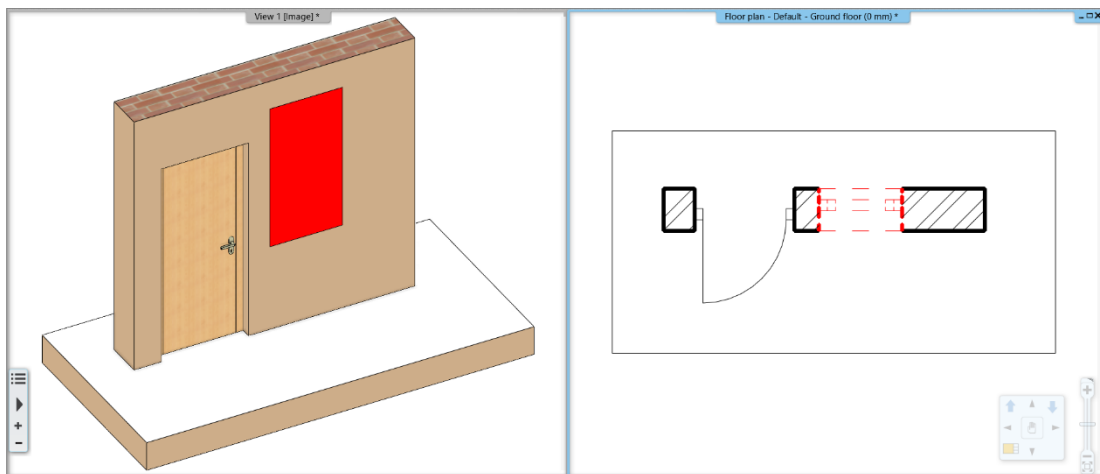 View 1 [Image] *
Floor plan - Default - Ground floor (0 mm) *